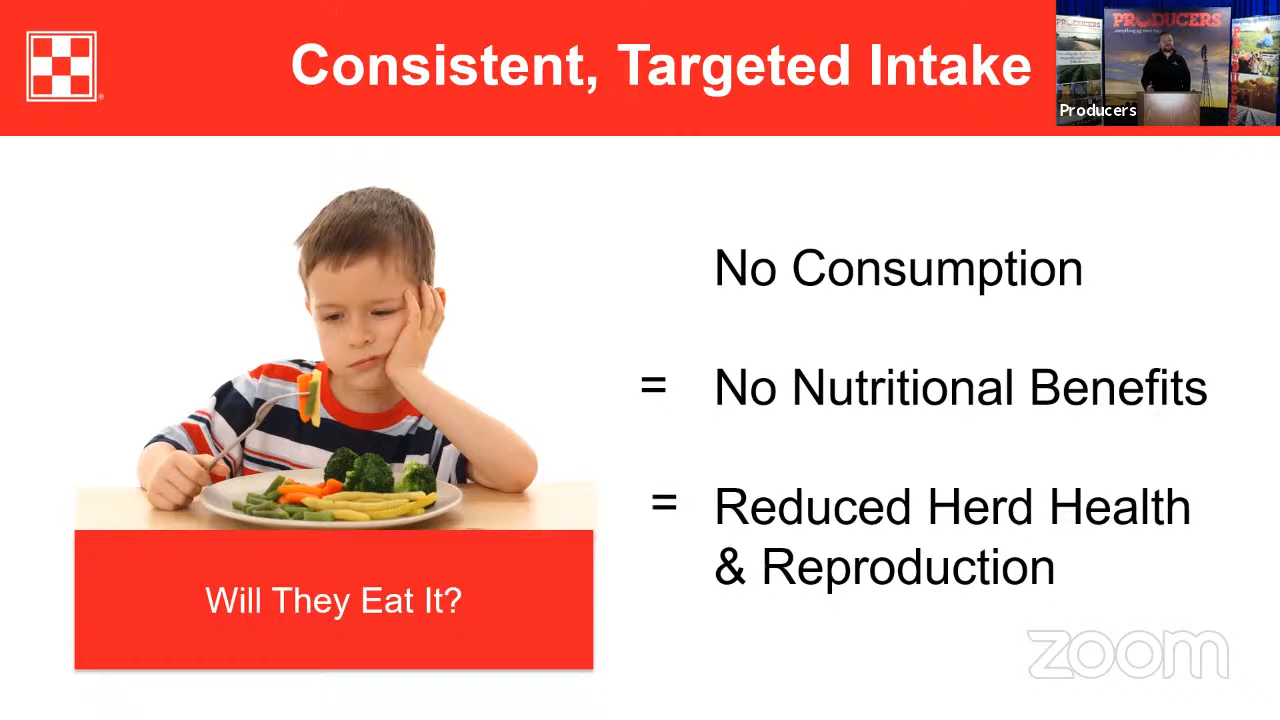 Consistent, Targeted Intake
PRODUCERS
Producers
No Consumption
= No Nutritional Benefits
= Reduced Herd Health
& Reproduction
Will They Eat It?
zoom